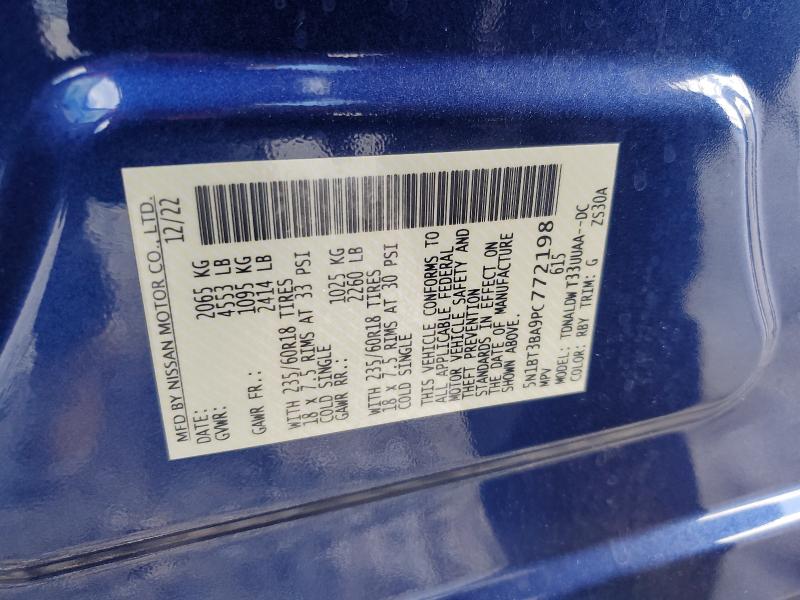 MFD BY NISSAN MOTOR CO.,LTD.
DATE: 12/22
GVWR: 2065 KG
4553 LB
GAWR FR.: 1095 KG
2414 LB
WITH 235/60R18 TIRES
18 X 7.5 RIMS AT 33 PSI
COLD SINGLE
GAWR RR.: 1025 KG
2260 LB
WITH 235/60R18 TIRES
18 X 7.5 RIMS AT 30 PSI
COLD SINGLE
THIS VEHICLE CONFORMS TO
ALL APPLICABLE FEDERAL
MOTOR VEHICLE SAFETY AND
THEFT PREVENTION
STANDARDS IN EFFECT ON
THE DATE OF MANUFACTURE
SHOWN ABOVE.
5N1BT3BA9PC772198
MPV 615
MODEL: TDNALDW T33UUAA--DC
COLOR: RBY TRIM: G ZS30A